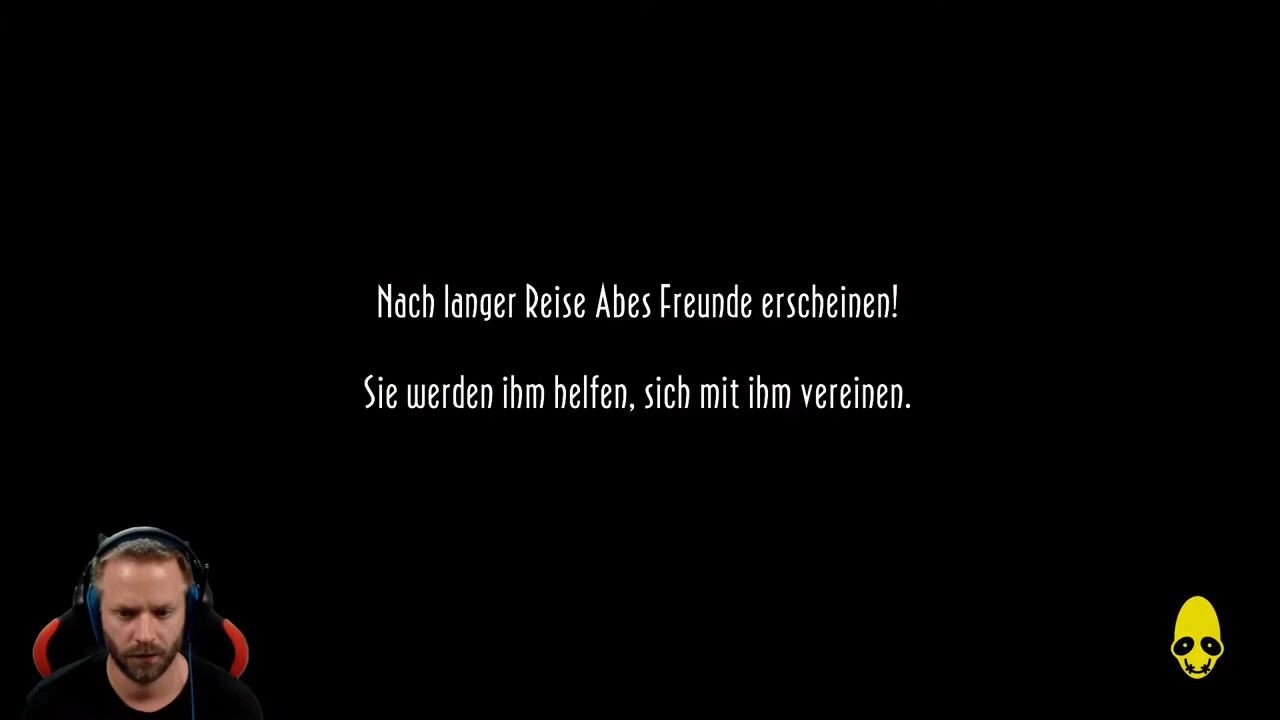 Nach langer Reise Abes Freunde erscheinen!
Sie werden ihm helfen, sich mit ihm vereinen.